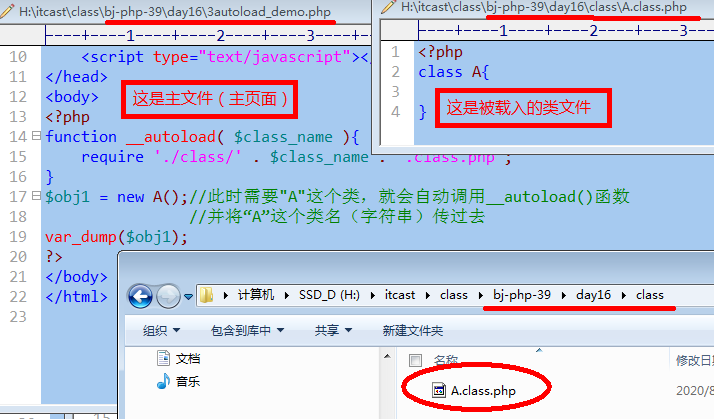 H:\itcast\class\bj-php-39\day16\3autoload_demo.php
----+----1----+----2----+----3---
10 <script type="text/javascript"></
11 </head>
12 <body>
这是主文件（主页面）
13 <?php
14 function __autoload( $class_name ){
15 require './class/' . $class_name . '.class.php';
16 }
17 $obj1 = new A();//此时需要"A"这个类，就会自动调用__autoload()函数
18 //并将“A”这个类名（字符串）传过去
19 var_dump($obj1);
20 ?>
21 </body>
22 </html>
23
H:\itcast\class\bj-php-39\day16\class\A.class.php
----+----1----+----2----+----3
1 <?php
2 class A{
3
4 }
这是被载入的类文件
计算机 SSD_D (H:) itcast class bj-php-39 day16 class
组织 包含到库中 共享 新建文件夹
文档
音乐
名称 修改日
A.class.php 2020/8